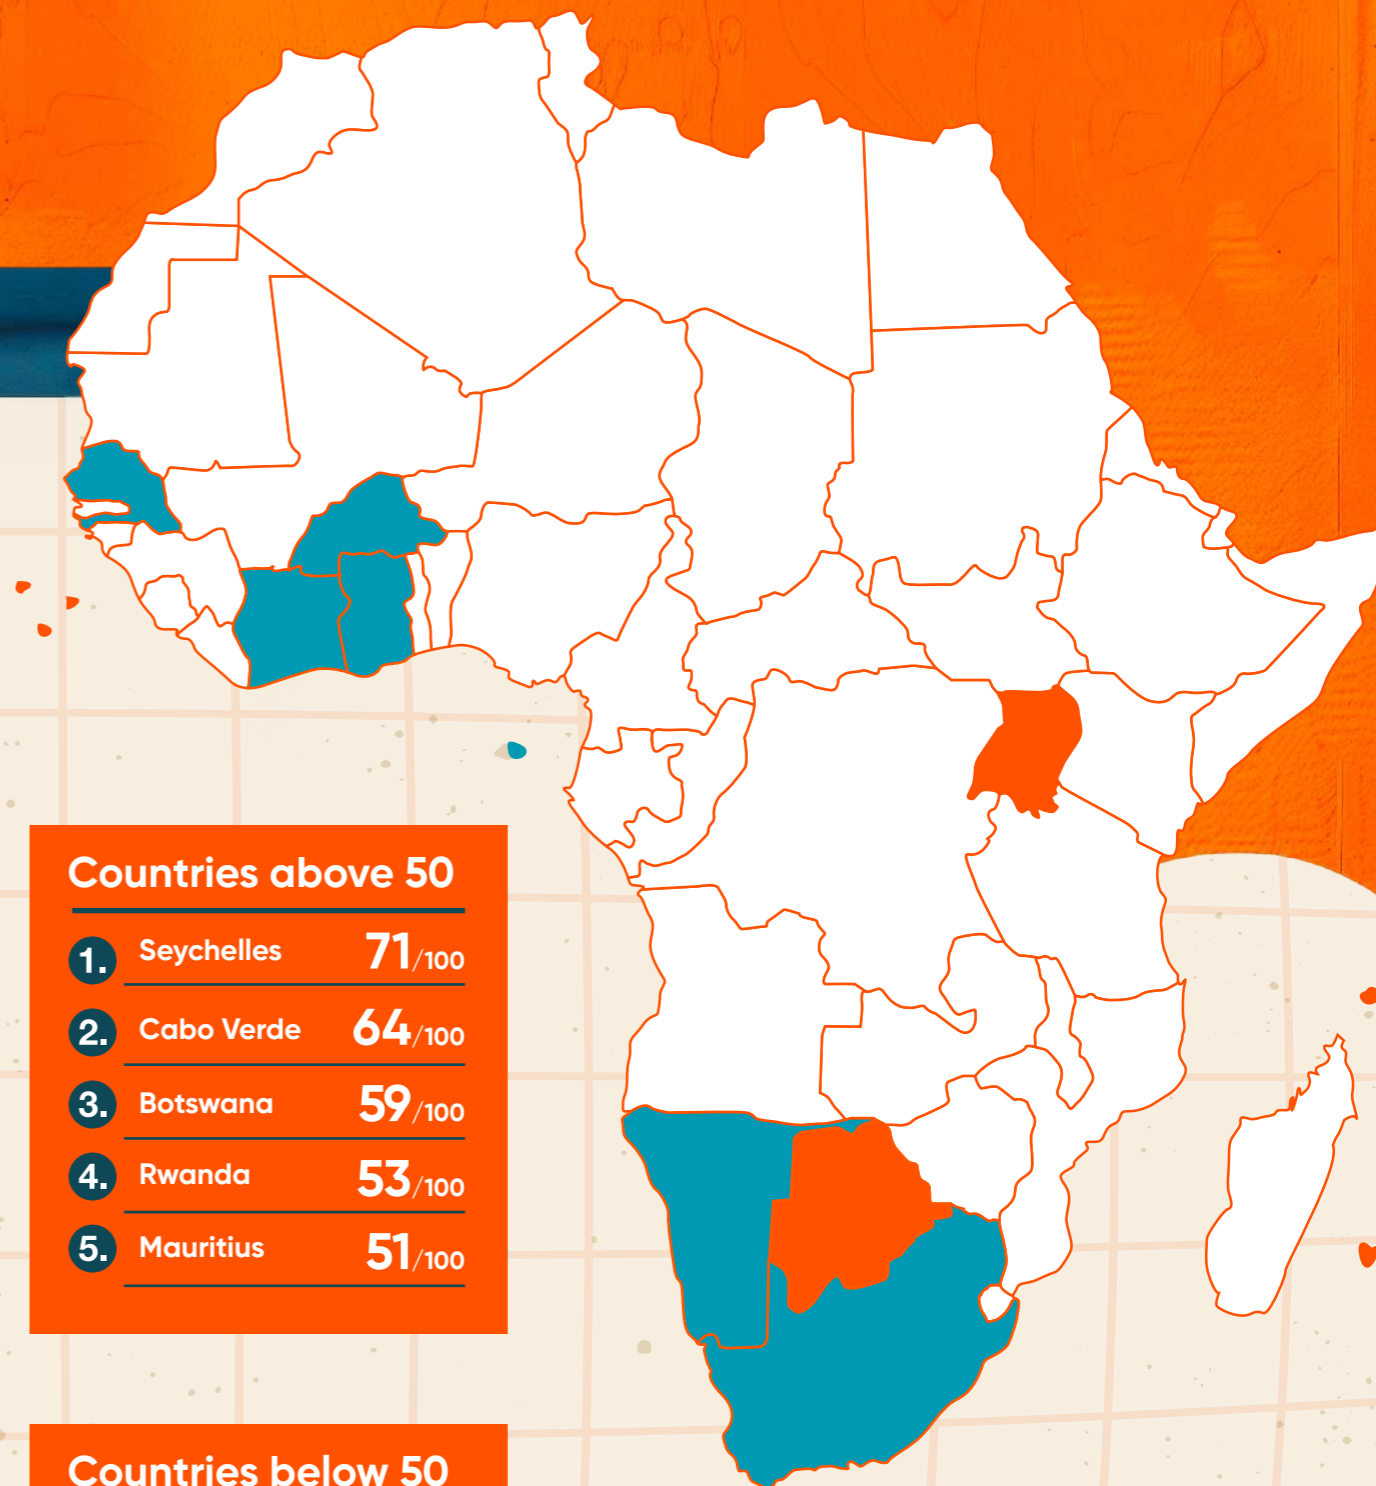 Countries above 50
1. Seychelles 71/100
2. Cabo Verde 64/100
3. Botswana 59/100
4. Rwanda 53/100
5. Mauritius 51/100
Countries below 50